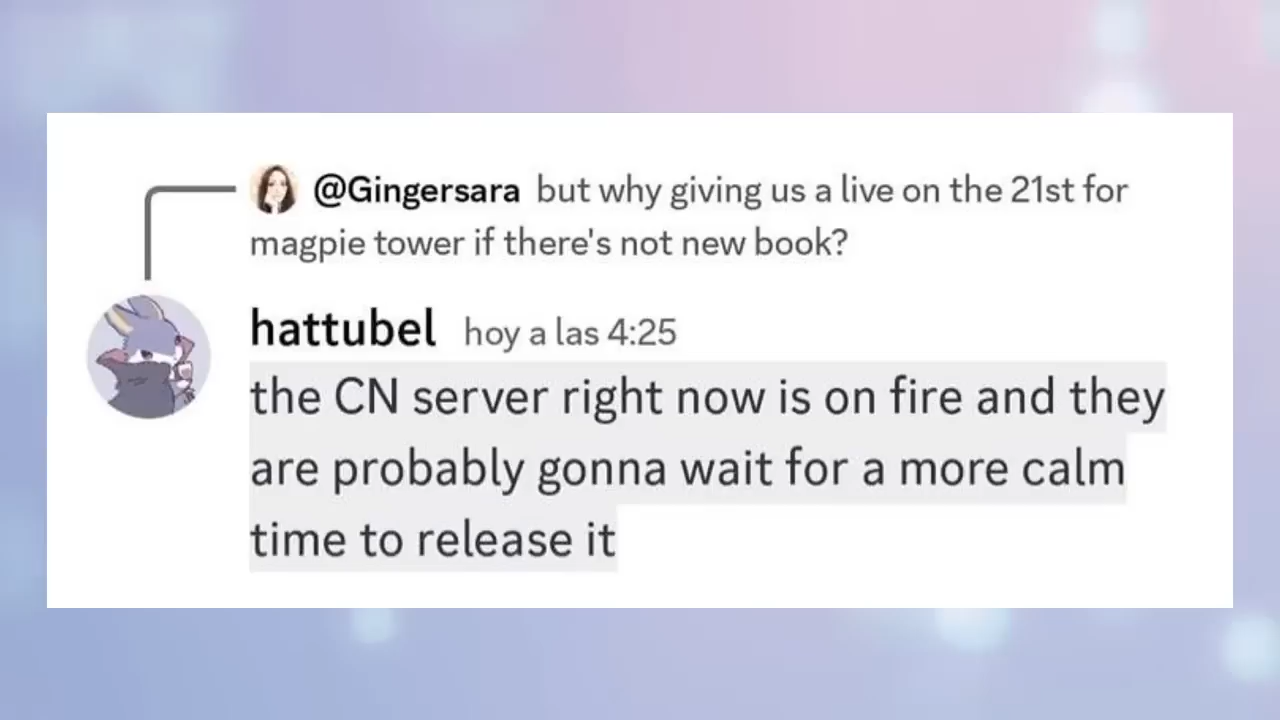 @Gingersara but why giving us a live on the 21st for
magpie tower if there's not new book?
hattubel hoy a las 4:25
the CN server right now is on fire and they
are probably gonna wait for a more calm
time to release it